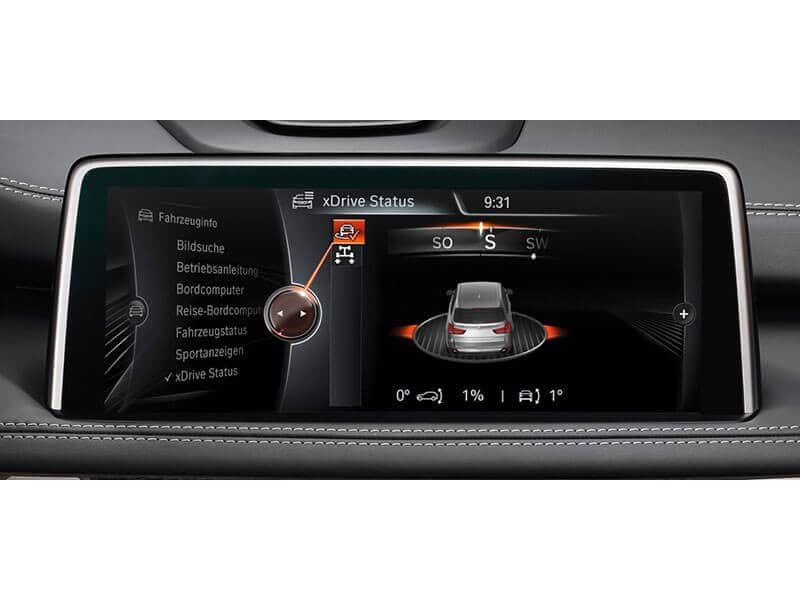 xDrive Status 9:31
Fahrzeuginfo
Bildsuche
Betriebsanleitung
Bordcomputer
Reise-Bordcomput
Fahrzeugstatus
Sportanzeigen
✓ xDrive Status
SO S SW
0° 1% | 1°
+